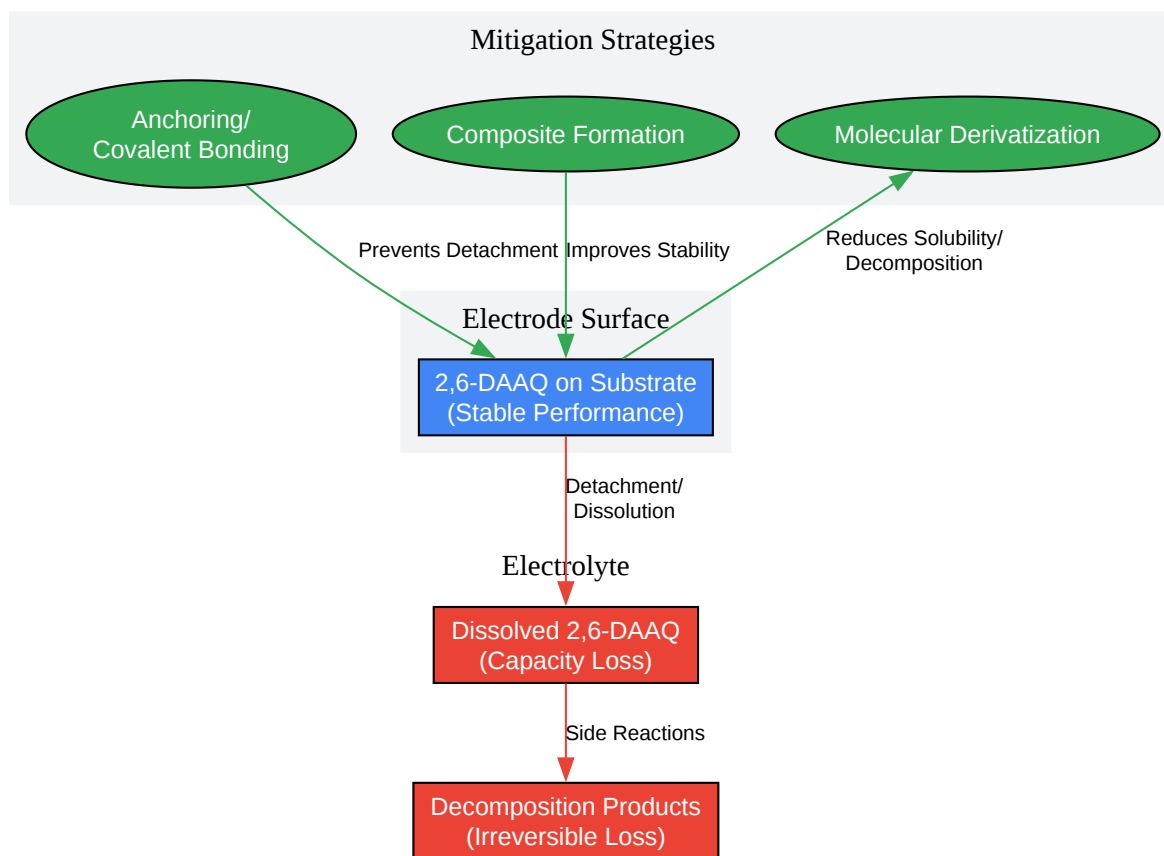 Mitigation Strategies
Anchoring/
Covalent Bonding
Composite Formation
Molecular Derivatization
Prevents Detachment
Improves Stability
Reduces Solubility/
Decomposition
Electrode Surface
2,6-DAAQ on Substrate
(Stable Performance)
Detachment/
Dissolution
Electrolyte
Dissolved 2,6-DAAQ
(Capacity Loss)
Side Reactions
Decomposition Products
(Irreversible Loss)